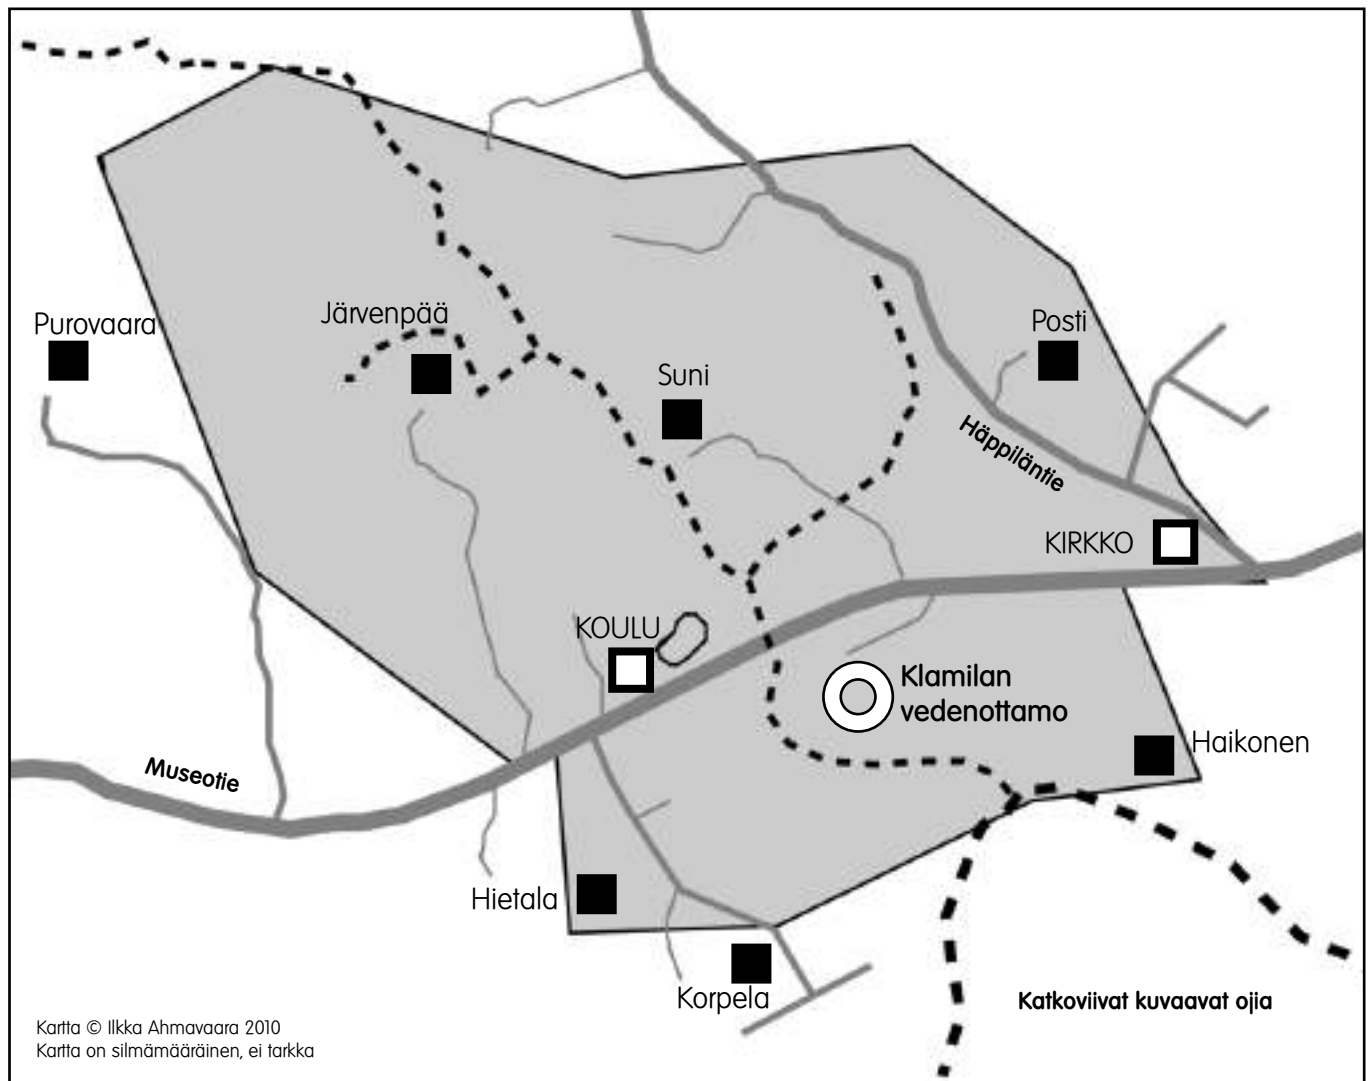 Purovaara
Järvenpää
Suni
Posti
Häppiläntie
KIRKKO
KOULU
Klamilan
vedenottamo
Haikonen
Museotie
Hietala
Korpela
Katkoviivat kuvaavat ojia
Kartta © Ilkka Ahmavaara 2010
Kartta on silmämääräinen, ei tarkka